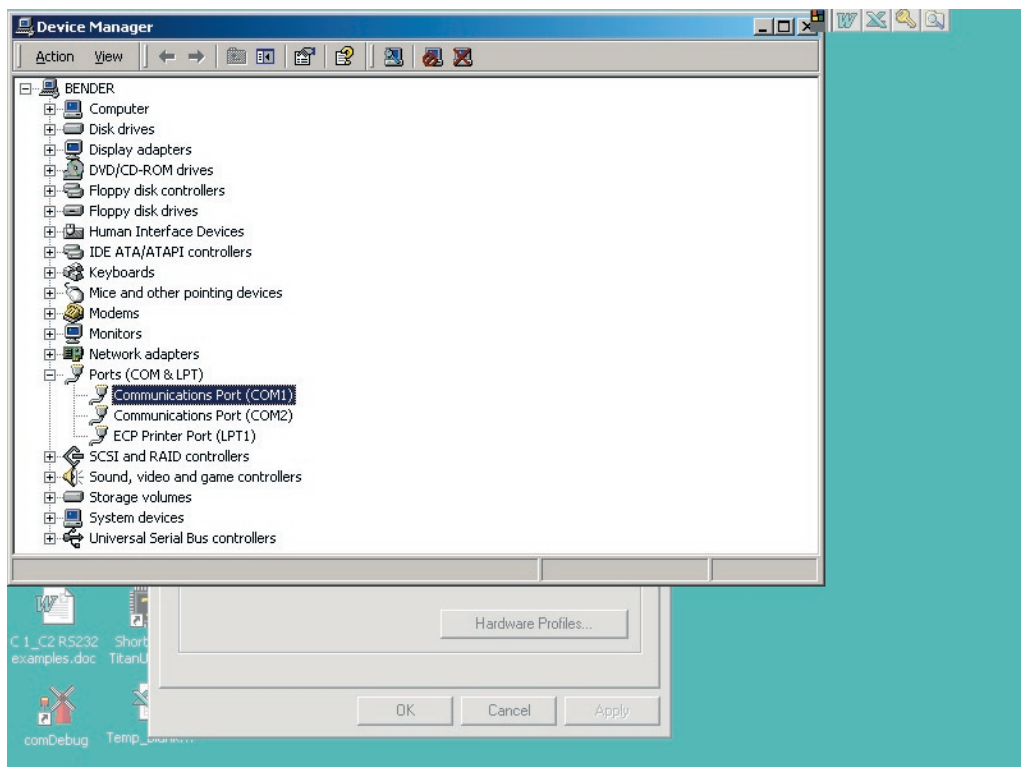 Device Manager
Action View
BENDER
Computer
Disk drives
Display adapters
DVD/CD-ROM drives
Floppy disk controllers
Floppy disk drives
Human Interface Devices
IDE ATA/ATAPI controllers
Keyboards
Mice and other pointing devices
Modems
Monitors
Network adapters
Ports (COM & LPT)
Communications Port (COM1)
Communications Port (COM2)
ECP Printer Port (LPT1)
SCSI and RAID controllers
Sound, video and game controllers
Storage volumes
System devices
Universal Serial Bus controllers
Hardware Profiles...
C 1_C2 RS232
examples.doc
Short
TitanU
OK Cancel Apply
comDebug